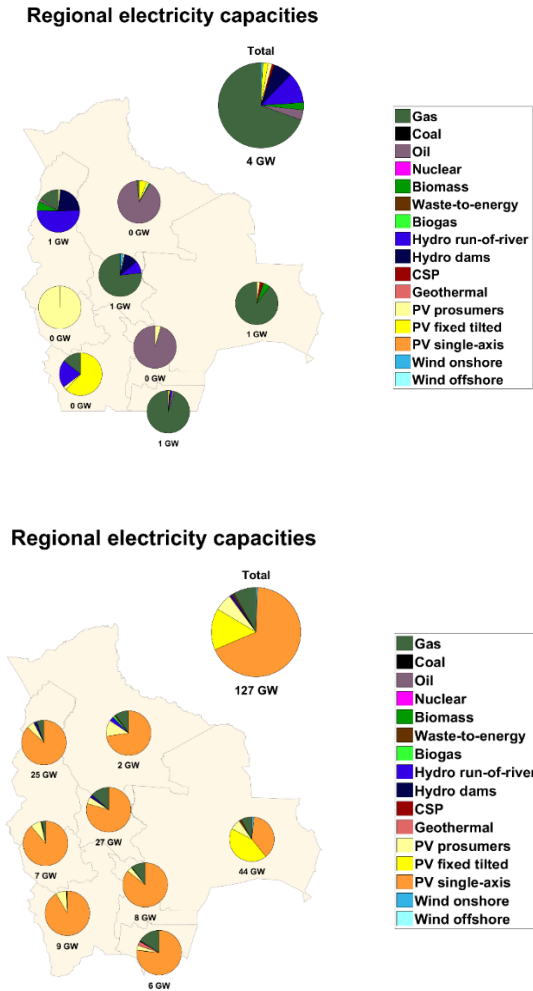 Regional electricity capacities
Total
4 GW
1 GW
0 GW
1 GW
0 GW
1 GW
0 GW
0 GW
1 GW
Gas
Coal
Oil
Nuclear
Biomass
Waste-to-energy
Biogas
Hydro run-of-river
Hydro dams
CSP
Geothermal
PV prosumers
PV fixed tilted
PV single-axis
Wind onshore
Wind offshore
Regional electricity capacities
Total
127 GW
25 GW
2 GW
27 GW
7 GW
44 GW
8 GW
9 GW
6 GW
Gas
Coal
Oil
Nuclear
Biomass
Waste-to-energy
Biogas
Hydro run-of-river
Hydro dams
CSP
Geothermal
PV prosumers
PV fixed tilted
PV single-axis
Wind onshore
Wind offshore